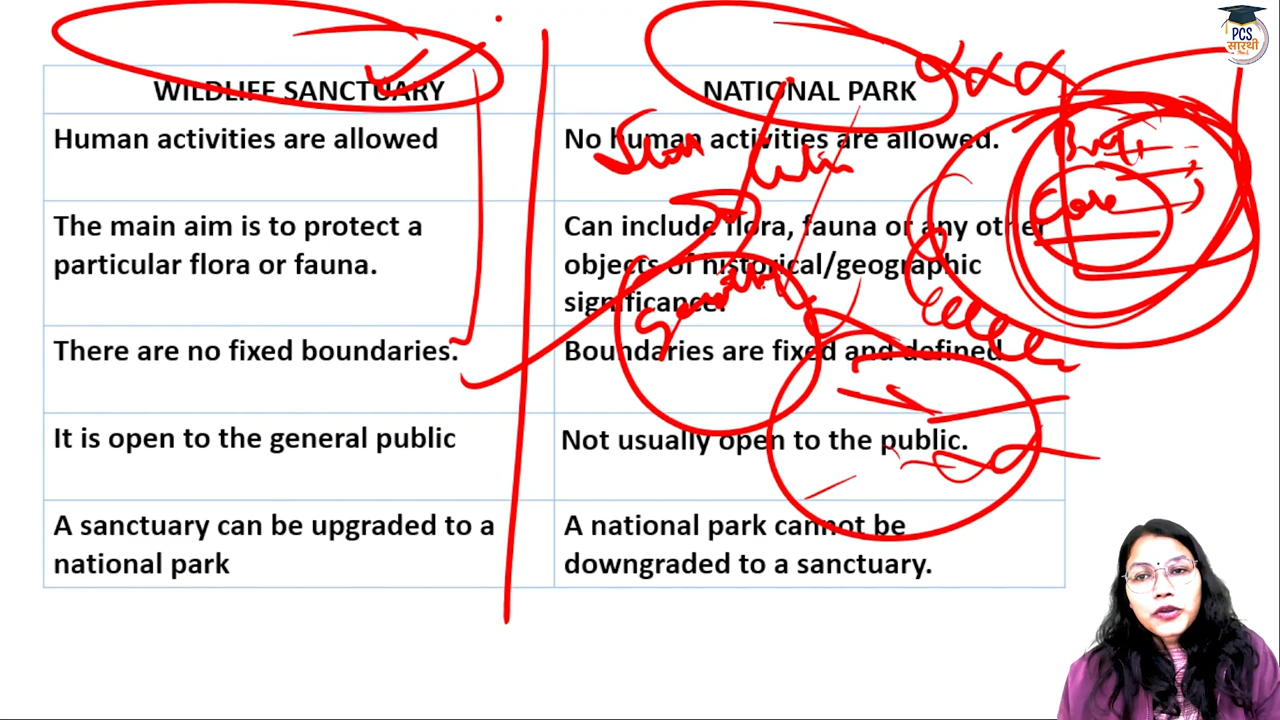 PCS
सारथी
WILDLIFE SANCTUARY
NATIONAL PARK
Human activities are allowed
No human activities are allowed.
The main aim is to protect a
particular flora or fauna.
Can include flora, fauna or any other
objects of historical/geographic
significance.
There are no fixed boundaries.
Boundaries are fixed and defined
It is open to the general public
Not usually open to the public.
A sanctuary can be upgraded to a
national park
A national park cannot be
downgraded to a sanctuary.
Core